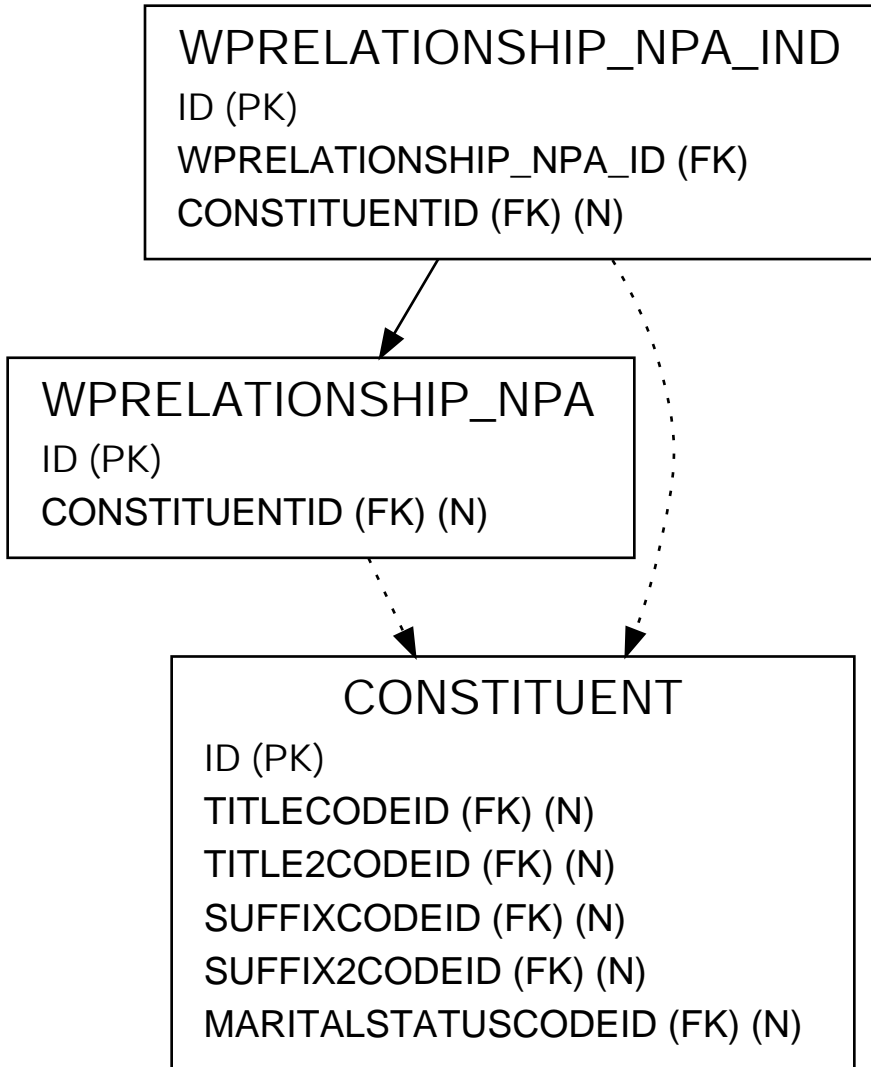 WPRELATIONSHIP_NPA_IND
ID (PK)
WPRELATIONSHIP_NPA_ID (FK)
CONSTITUENTID (FK) (N)
WPRELATIONSHIP_NPA
ID (PK)
CONSTITUENTID (FK) (N)
CONSTITUENT
ID (PK)
TITLECODEID (FK) (N)
TITLE2CODEID (FK) (N)
SUFFIXCODEID (FK) (N)
SUFFIX2CODEID (FK) (N)
MARITALSTATUSCODEID (FK) (N)